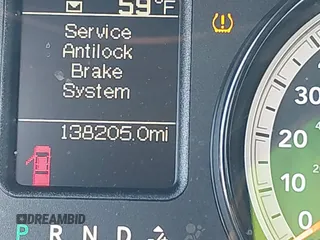 59°F
Service
Antilock
Brake
System
138205.0mi
P R N D
30
20
10
0
DREAMBID